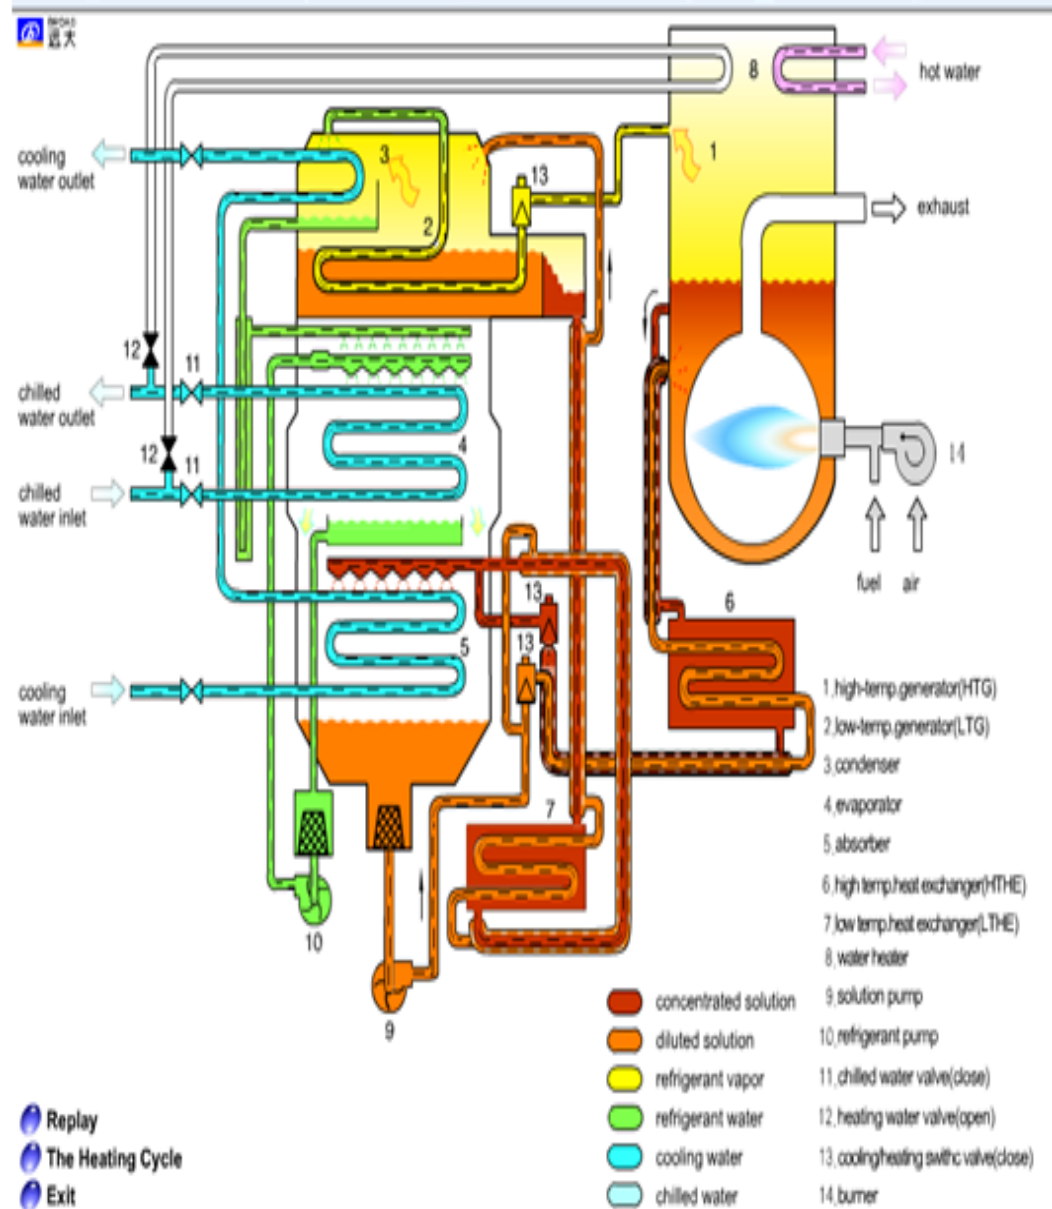 远大
8
hot water
cooling
water outlet
3
1
13
2
exhaust
12
11
chilled
water outlet
4
12
11
14
chilled
water inlet
fuel air
13
6
13
5
cooling
water inlet
1,high-temp.generator(HTG)
2,low-temp.generator(LTG)
3,condenser
4,evaporator
7
5,absorber
6,high temp.heat exchanger(HTHE)
7,low temp.heat exchanger(LTHE)
10
8,water heater
concentrated solution
9,solution pump
9
diluted solution
10,refrigerant pump
refrigerant vapor
11,chilled water valve(close)
Replay
refrigerant water
12,heating water valve(open)
The Heating Cycle
cooling water
13,cooling/heating swithc valve(close)
Exit
chilled water
14,burner